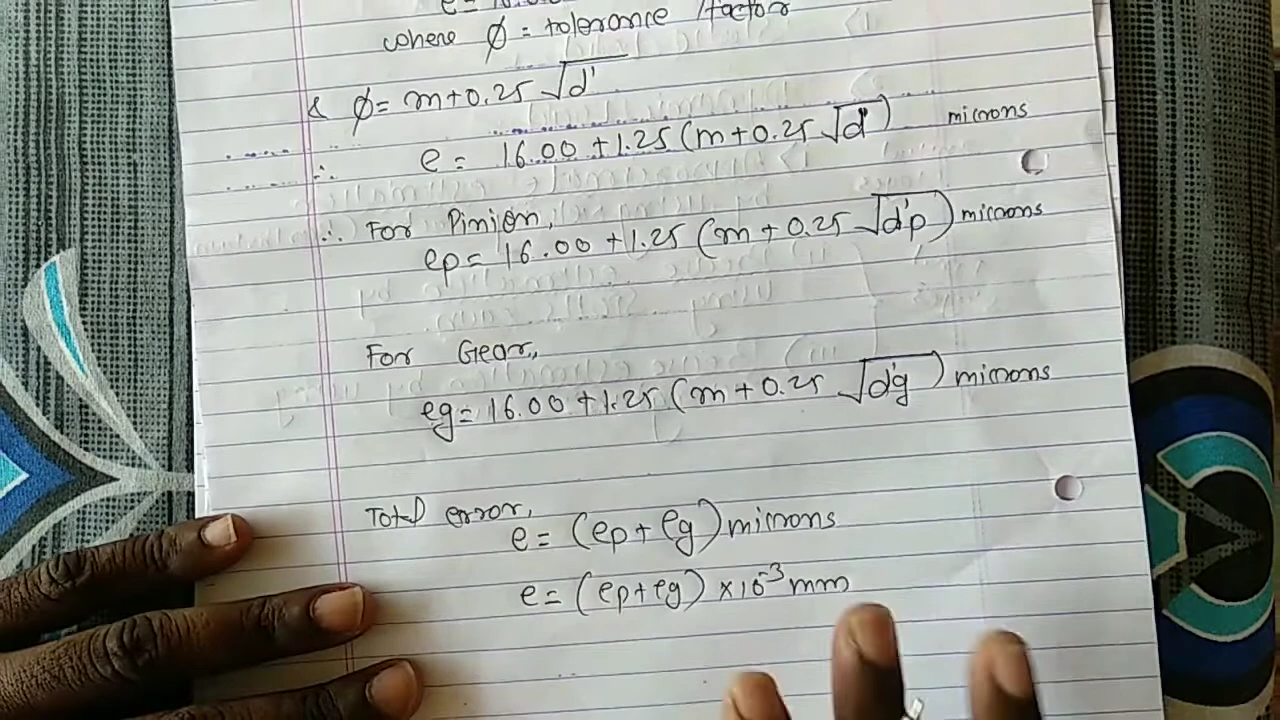 where ϕ = tolerance factor
& ϕ = m+0.25 √d'
∴ e = 16.00 + 1.25 (m+0.25 √d') microns
∴ For Pinion,
ep = 16.00 + 1.25 (m + 0.25 √d'p) microns
For Gear,
eg = 16.00 + 1.25 (m + 0.25 √d'g) microns
Total error,
e = (ep + eg) microns
e = (ep+eg) ×10⁻³ mm